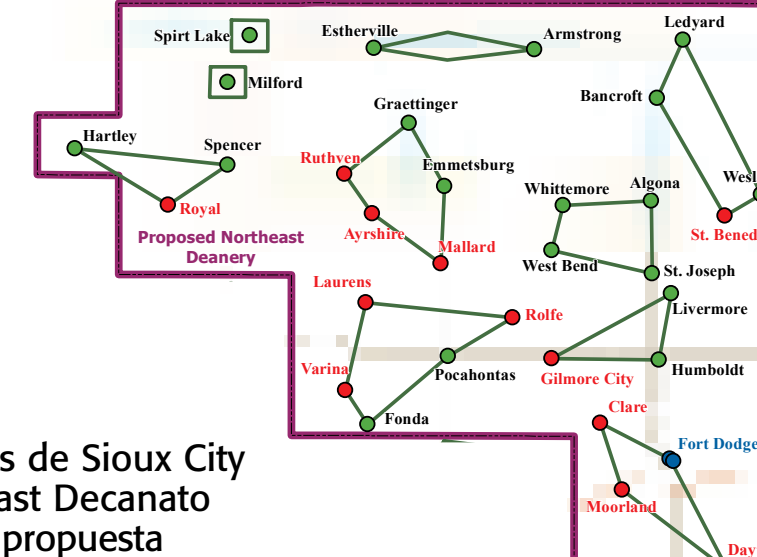 Ledyard
Estherville
Armstrong
Spirt Lake
Milford
Bancroft
Graettinger
Hartley
Spencer
Ruthven
Emmetsburg
Whittemore
Algona
Royal
Ayrshire
Mallard
St. Bened
Proposed Northeast
Deanery
West Bend
St. Joseph
Laurens
Livermore
Rolfe
Varina
Pocahontas
Gilmore City
Humboldt
Clare
Fonda
Fort Dodge
s de Sioux City
ast Decanato
propuesta
Moorland
Day